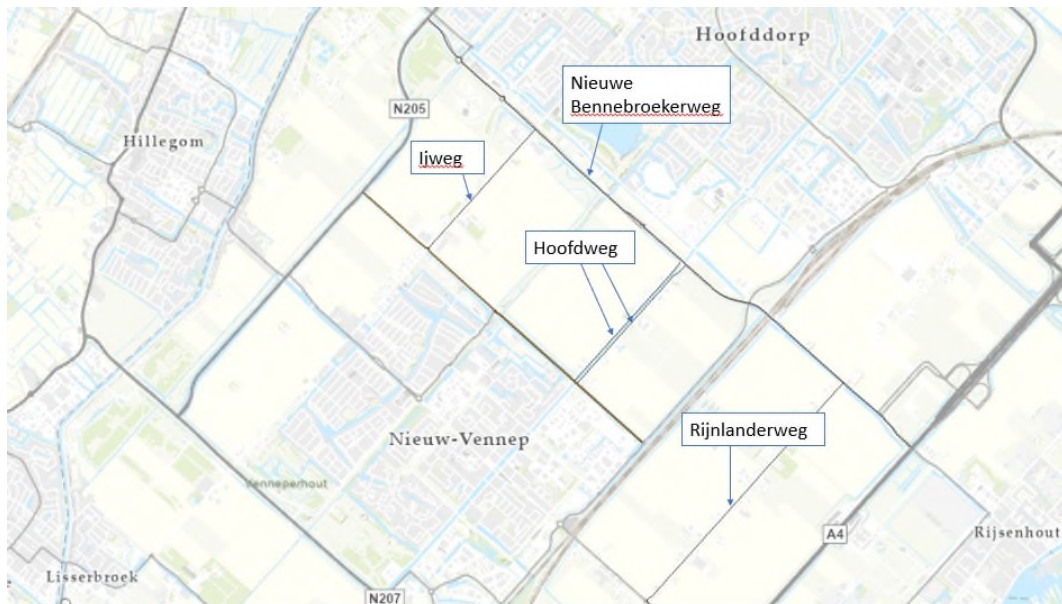 Hoofddorp
Nieuwe
Bennebroekerweg
N205
Hillegom
Ijweg
Hoofdweg
Rijnlanderweg
Nieuw-Vennep
Venneperhout
A4
Rijsenhout
Lisserbroek
e
N207